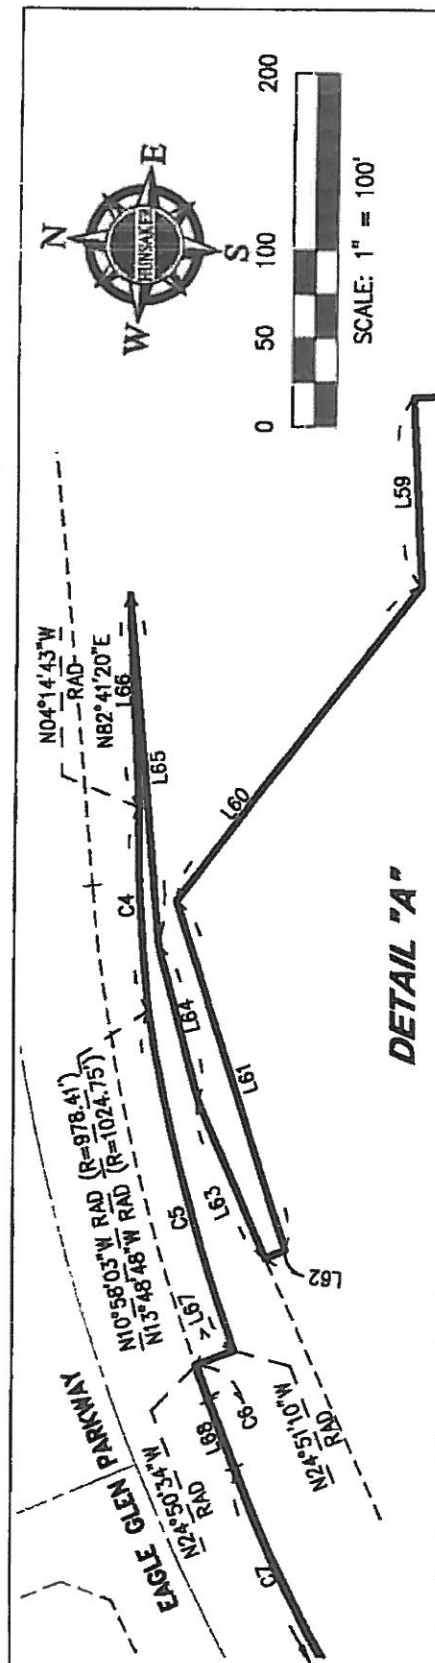 N
W
E
S
HUNSAKER
0
50
100
200
SCALE: 1" = 100'
N04°14'43"W
RAD
N82°41'20"E
L66
L65
C4
L64
L60
L59
L61
L63
L62
C5
N10°58'03"W RAD (R=978.41')
N13°48'48"W RAD (R=1024.75')
L67
EAGLE GLEN PARKWAY
N24°50'34"W
RAD
L68
C6
N24°51'10"W
RAD
C7
DETAIL "A"